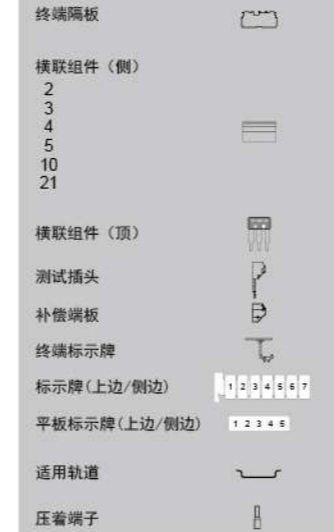 终端隔板
横联组件（侧）
2
3
4
5
10
21
横联组件（顶）
测试插头
补偿端板
终端标示牌
标示牌(上边/侧边) 1 2 3 4 5 6 7
平板标示牌(上边/侧边) 1 2 3 4 5
适用轨道
压着端子